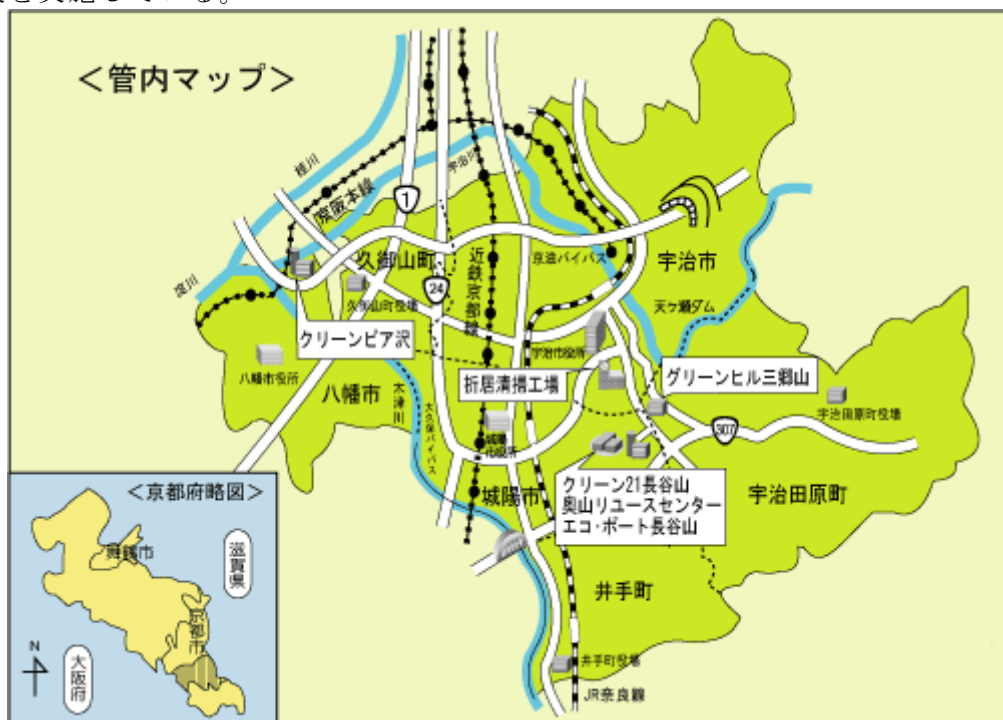 を実施している。
<管内マップ>
桂川
宇治川
京阪本線
1
久御山町
近鉄京都線
京滋バイパス
宇治市
淀川
24
久御山町役場
天ケ瀬ダム
クリーンピア沢
宇治市役所
グリーンヒル三郷山
八幡市役所
折居清掃工場
八幡市
木津川
大久保バイパス
城陽市役所
宇治田原町役場
307
クリーン21長谷山
奥山リユースセンター
エコ・ポート長谷山
城陽市
宇治田原町
井手町
井手町役場
JR奈良線
<京都府略図>
舞鶴市
滋賀県
京都市
N
大阪府